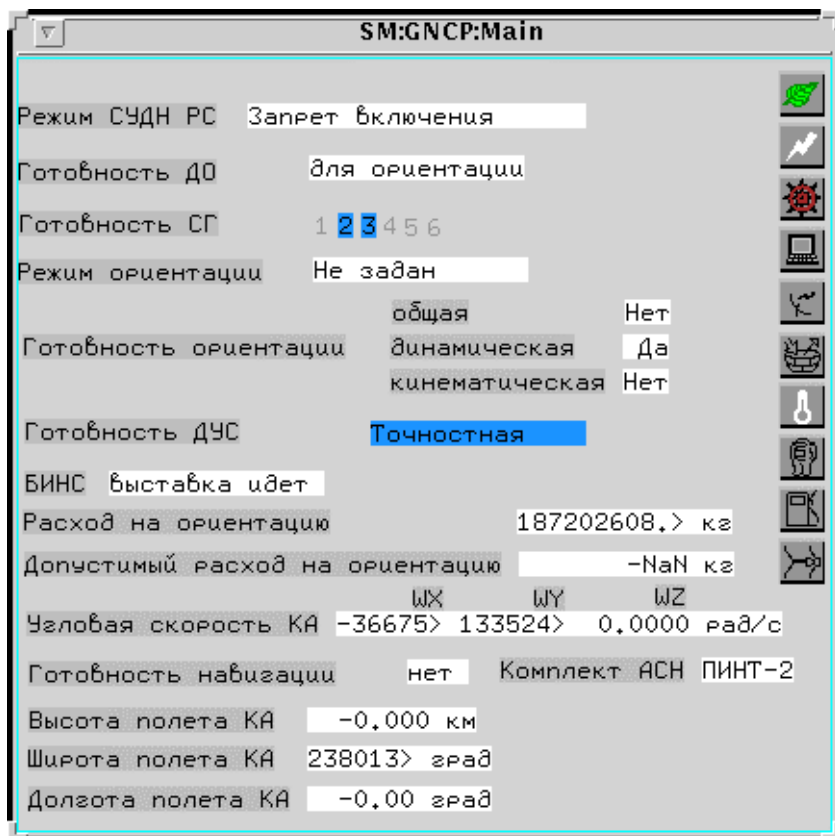 SM:GNCP:Main
Режим СУДН РС Запрет включения
Готовность ДО для ориентации
Готовность СГ 1 2 3 4 5 6
Режим ориентации Не задан
общая Нет
Готовность ориентации динамическая Да
кинематическая Нет
Готовность ДУС Точностная
БИНС выставка идет
Расход на ориентацию 187202608.> кг
Допустимый расход на ориентацию -NaN кг
WX WY WZ
Угловая скорость КА -36675> 133524> 0.0000 рад/с
Готовность навигации нет Комплект АСН ПИНТ-2
Высота полета КА -0.000 км
Широта полета КА 238013> град
Долгота полета КА -0.00 град